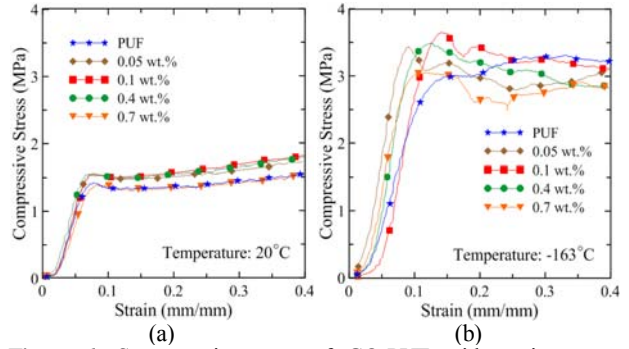 (a)
4
3
2
1
0
Compressive Stress (MPa)
PUF
0.05 wt.%
0.1 wt.%
0.4 wt.%
0.7 wt.%
Temperature: 20°C
0 0.1 0.2 0.3 0.4
Strain (mm/mm)
(a)
(b)
4
3
2
1
0
Compressive Stress (MPa)
PUF
0.05 wt.%
0.1 wt.%
0.4 wt.%
0.7 wt.%
Temperature: -163°C
0 0.1 0.2 0.3 0.4
Strain (mm/mm)
(b)